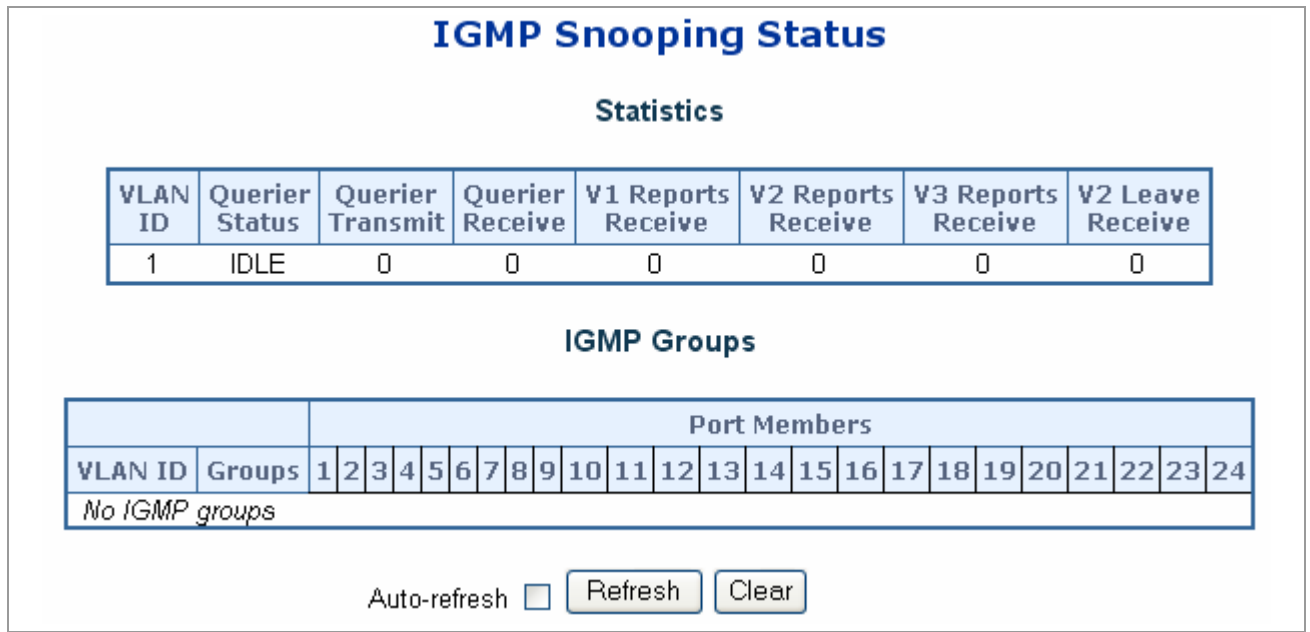 IGMP Snooping Status
Statistics
VLAN ID Querier Status Querier Transmit Querier Receive V1 Reports Receive V2 Reports Receive V3 Reports Receive V2 Leave Receive
1 IDLE 0 0 0 0 0 0
IGMP Groups
Port Members
VLAN ID Groups 1 2 3 4 5 6 7 8 9 10 11 12 13 14 15 16 17 18 19 20 21 22 23 24
No IGMP groups
Auto-refresh Refresh Clear